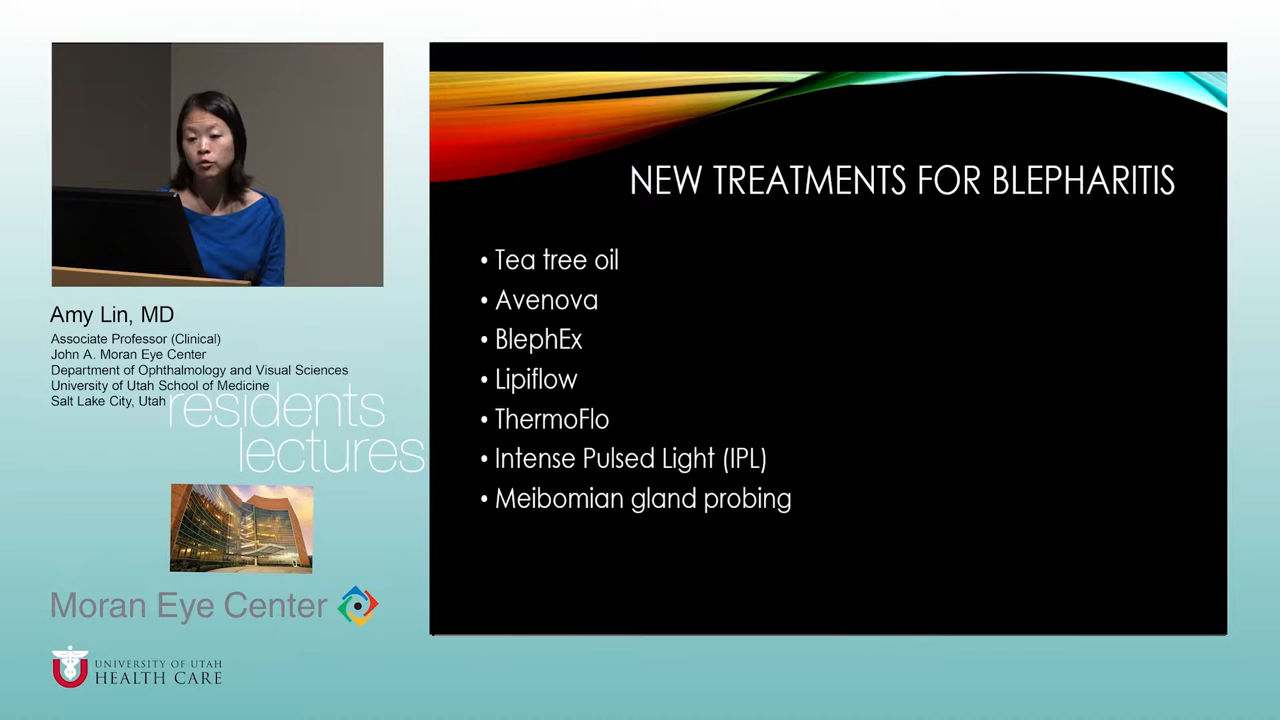 Amy Lin, MD
Associate Professor (Clinical)
John A. Moran Eye Center
Department of Ophthalmology and Visual Sciences
University of Utah School of Medicine
Salt Lake City, Utah
residents
lectures
Moran Eye Center
UNIVERSITY OF UTAH
HEALTH CARE
NEW TREATMENTS FOR BLEPHARITIS
• Tea tree oil
• Avenova
• BlephEx
• Lipiflow
• ThermoFlo
• Intense Pulsed Light (IPL)
• Meibomian gland probing